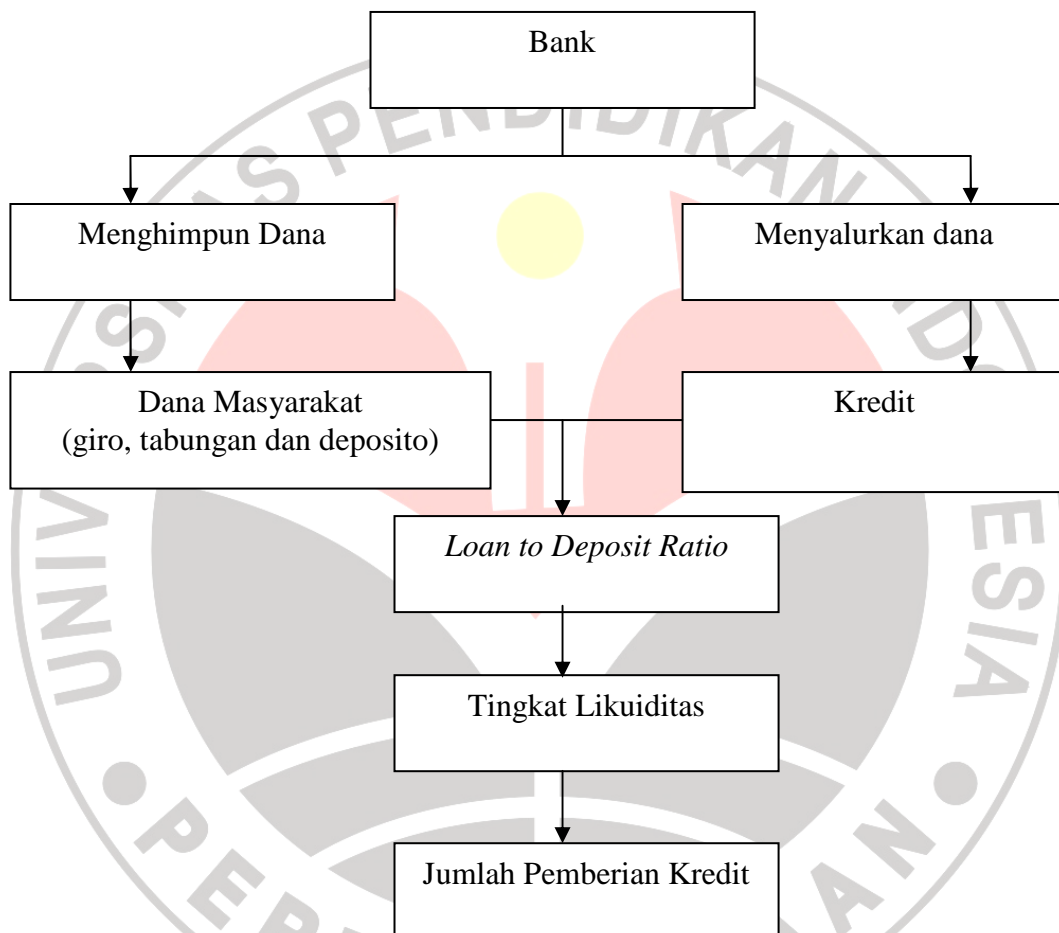 Bank
Menghimpun Dana
Menyalurkan dana
Dana Masyarakat
(giro, tabungan dan deposito)
Kredit
Loan to Deposit Ratio
Tingkat Likuiditas
Jumlah Pemberian Kredit